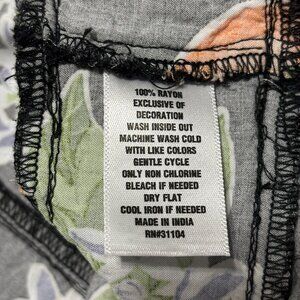 100% RAYON
EXCLUSIVE OF
DECORATION
WASH INSIDE OUT
MACHINE WASH COLD
WITH LIKE COLORS
GENTLE CYCLE
ONLY NON CHLORINE
BLEACH IF NEEDED
DRY FLAT
COOL IRON IF NEEDED
MADE IN INDIA
RN#31104